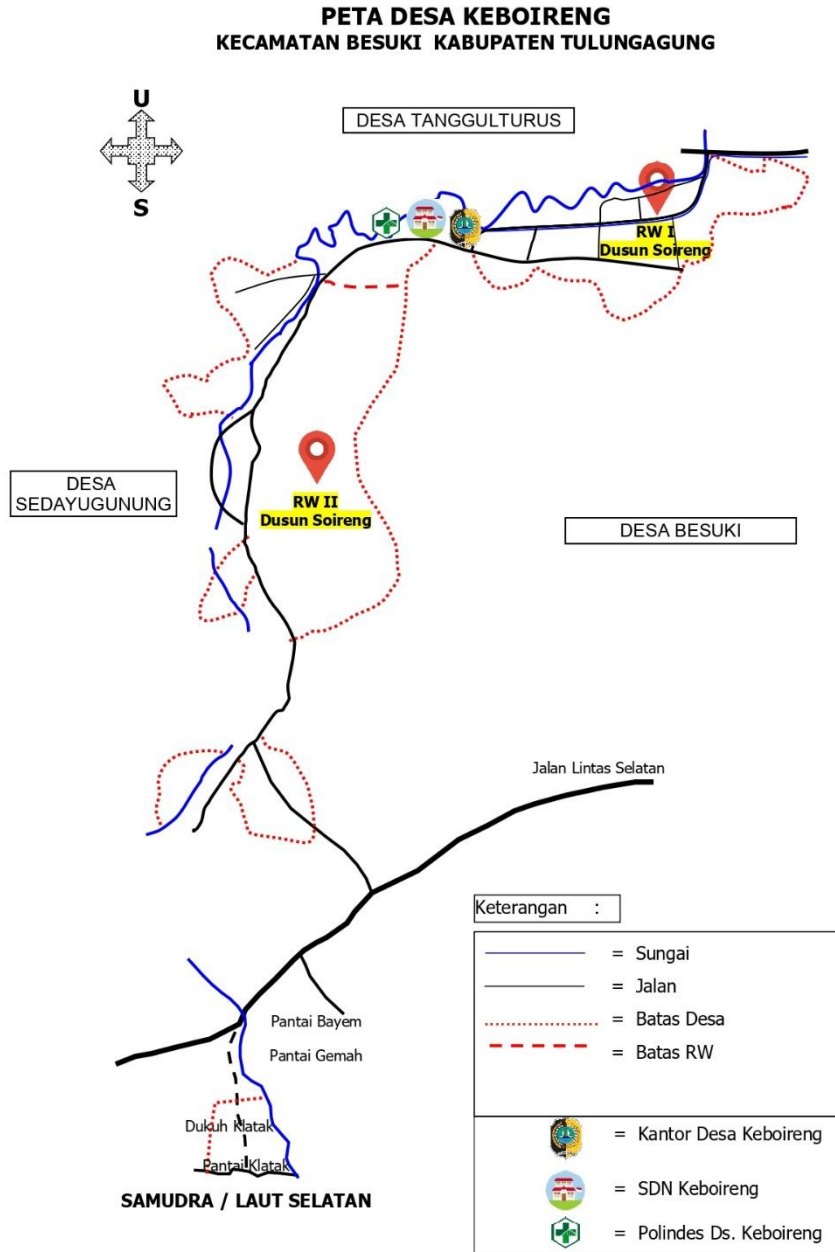 PETA DESA KEBOIRENG
KECAMATAN BESUKI KABUPATEN TULUNGAGUNG
U
S
DESA TANGGULTURUS
RW I
Dusun Soireng
DESA
SEDAYUGUNUNG
RW II
Dusun Soireng
DESA BESUKI
Jalan Lintas Selatan
Pantai Bayem
Pantai Gemah
Dukuh Klatak
Pantai Klatak
SAMUDRA / LAUT SELATAN
Keterangan :
= Sungai
= Jalan
= Batas Desa
= Batas RW
= Kantor Desa Keboireng
= SDN Keboireng
= Polindes Ds. Keboireng